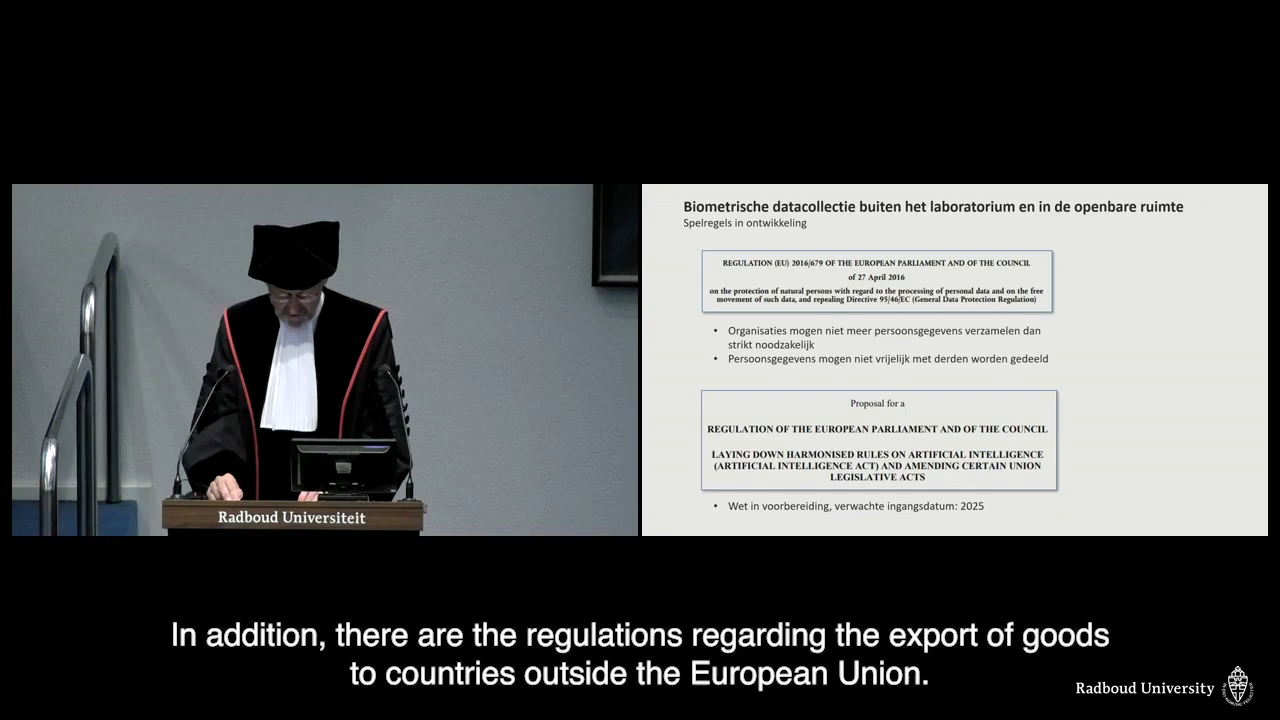 Biometrische datacollectie buiten het laboratorium en in de openbare ruimte
Spelregels in ontwikkeling
REGULATION (EU) 2016/679 OF THE EUROPEAN PARLIAMENT AND OF THE COUNCIL
of 27 April 2016
on the protection of natural persons with regard to the processing of personal data and on the free
movement of such data, and repealing Directive 95/46/EC (General Data Protection Regulation)
• Organisaties mogen niet meer persoonsgegevens verzamelen dan
strikt noodzakelijk
• Persoonsgegevens mogen niet vrijelijk met derden worden gedeeld
Proposal for a
REGULATION OF THE EUROPEAN PARLIAMENT AND OF THE COUNCIL
LAYING DOWN HARMONISED RULES ON ARTIFICIAL INTELLIGENCE
(ARTIFICIAL INTELLIGENCE ACT) AND AMENDING CERTAIN UNION
LEGISLATIVE ACTS
• Wet in voorbereiding, verwachte ingangsdatum: 2025
Radboud Universiteit
In addition, there are the regulations regarding the export of goods
to countries outside the European Union.
Radboud University